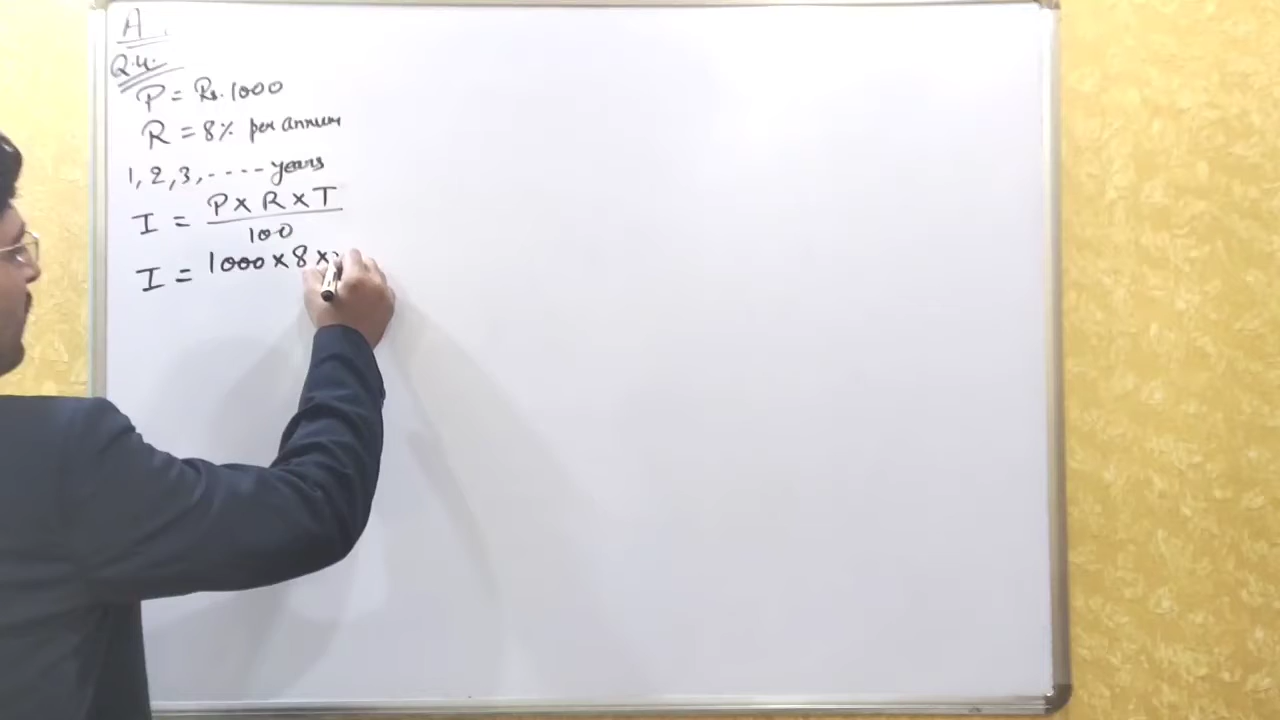 A
Q.4.
P = Rs.1000
R = 8% per annum
1, 2, 3, ---- years
I = P × R × T
100
I = 1000 × 8 ×